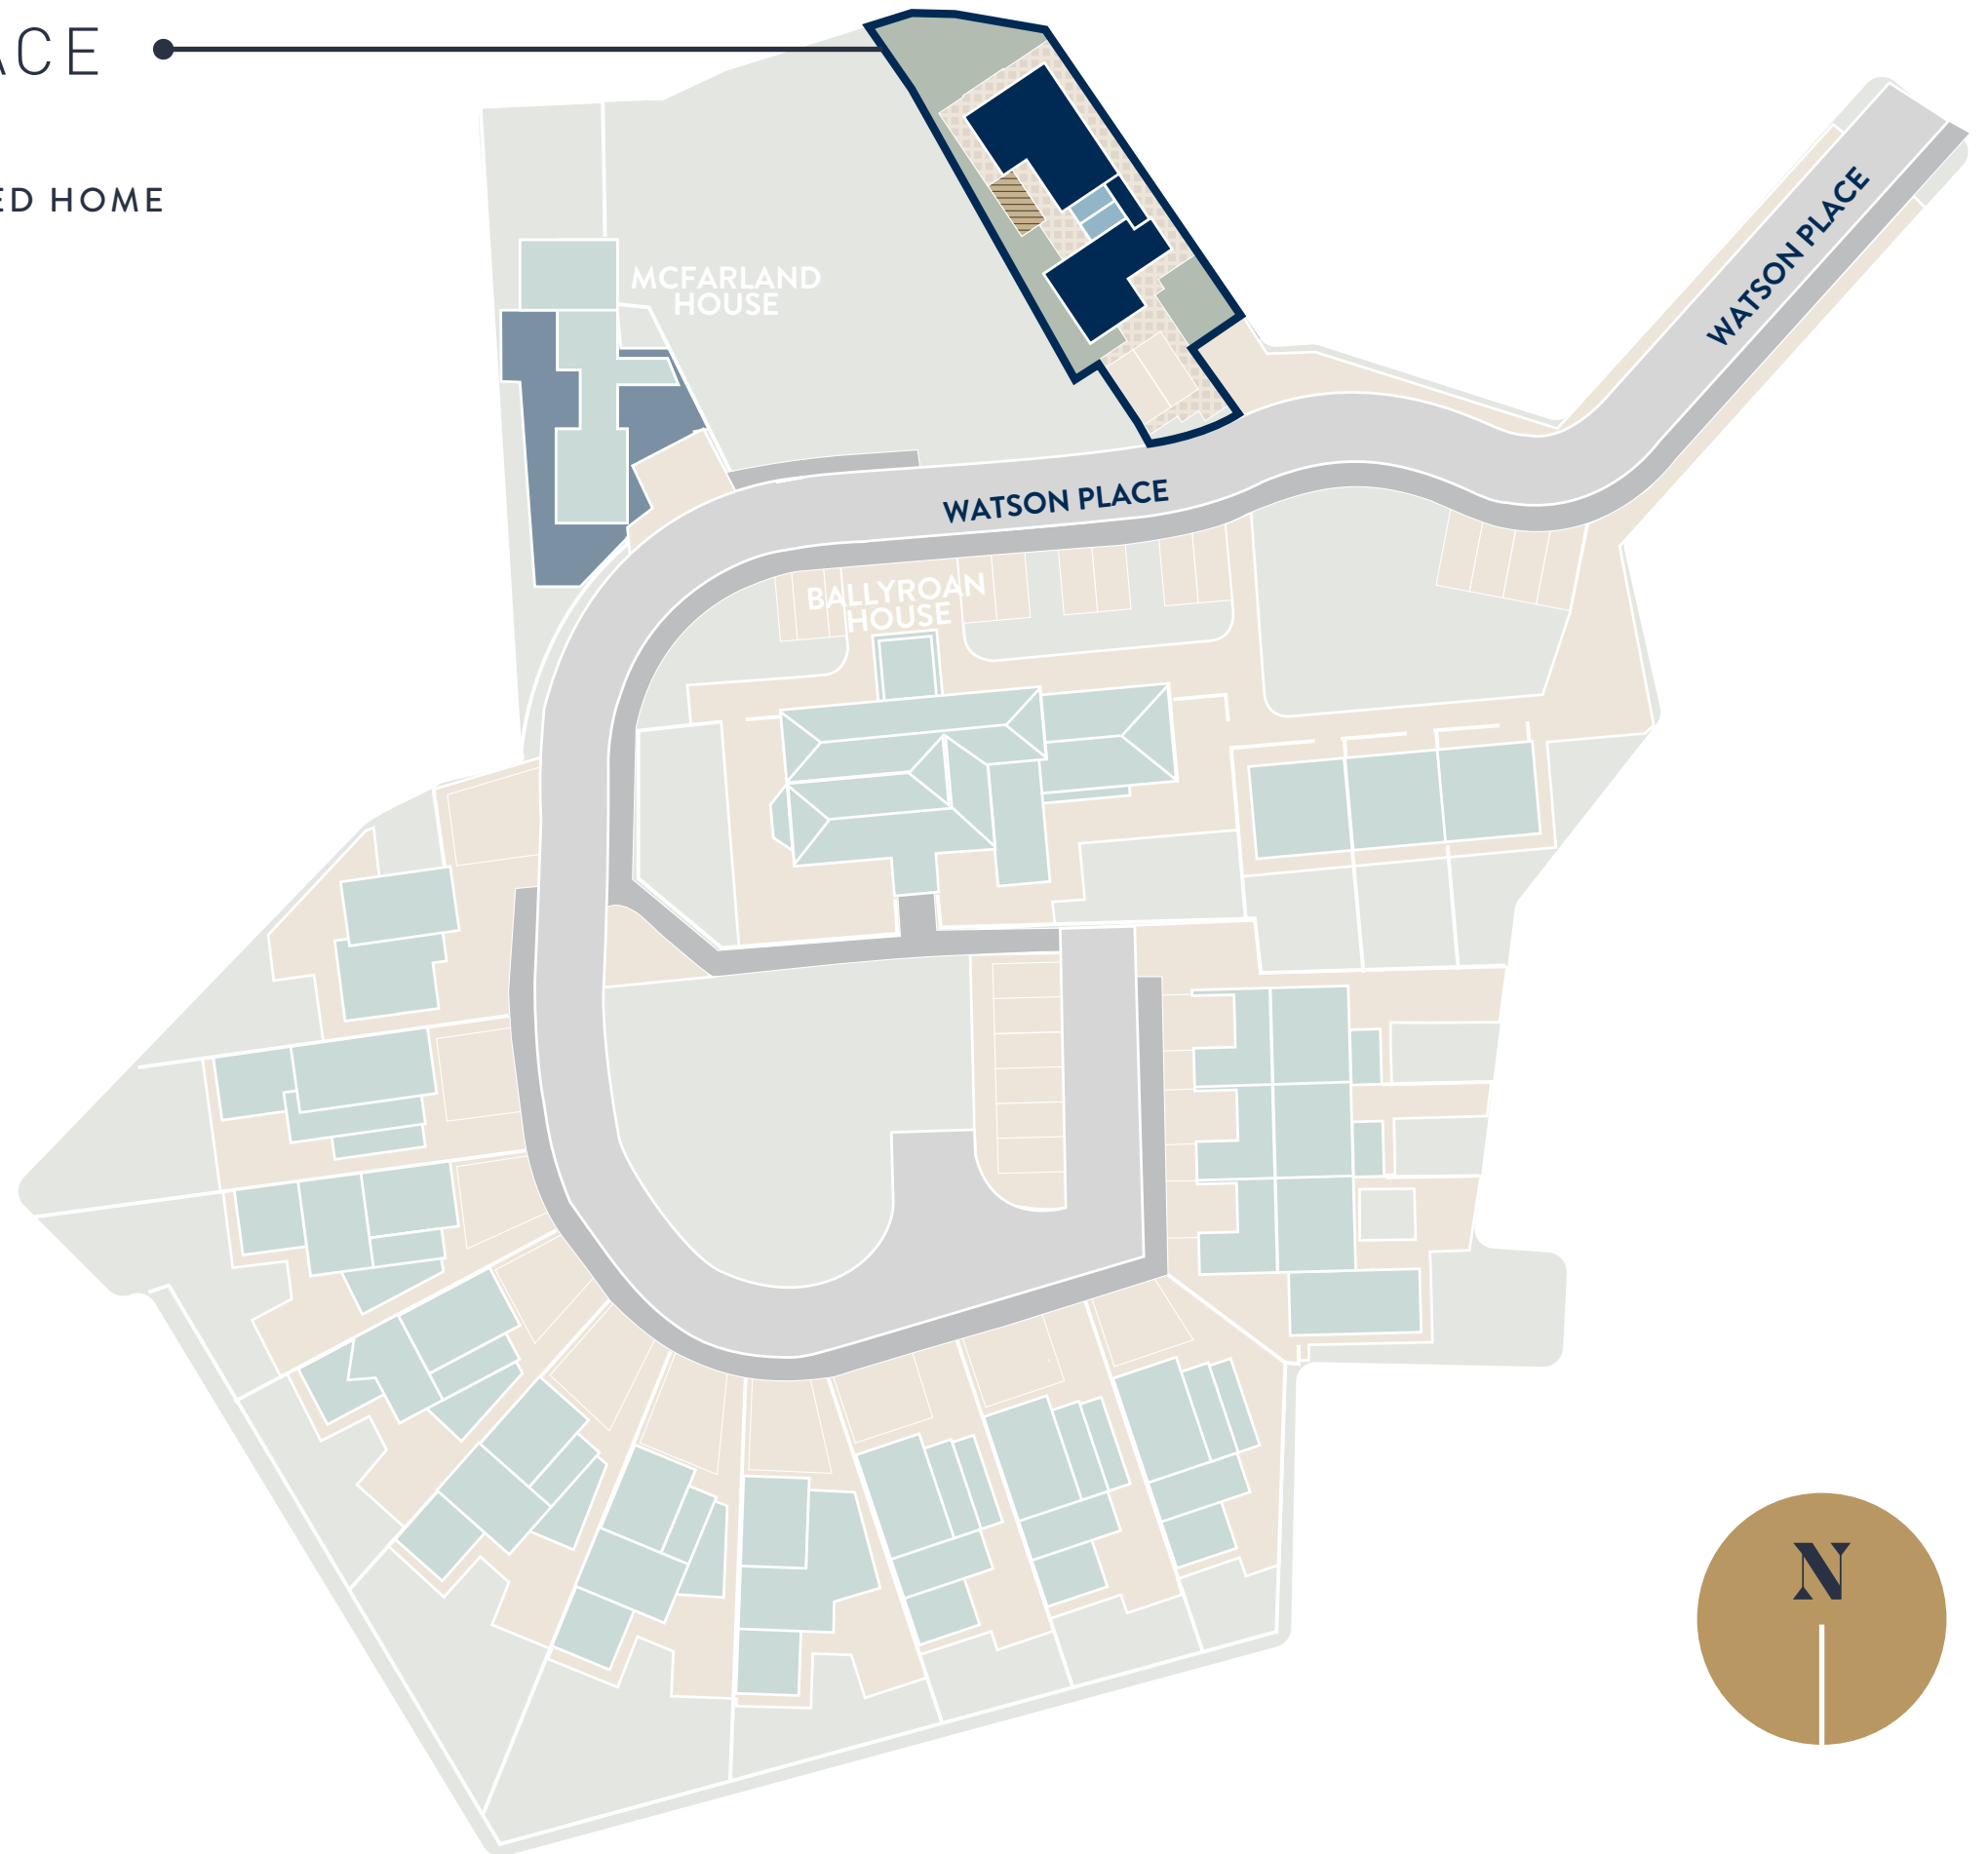 ACE
ED HOME
MCFARLAND
HOUSE
WATSON PLACE
WATSON PLACE
BALLYROAN
HOUSE
N